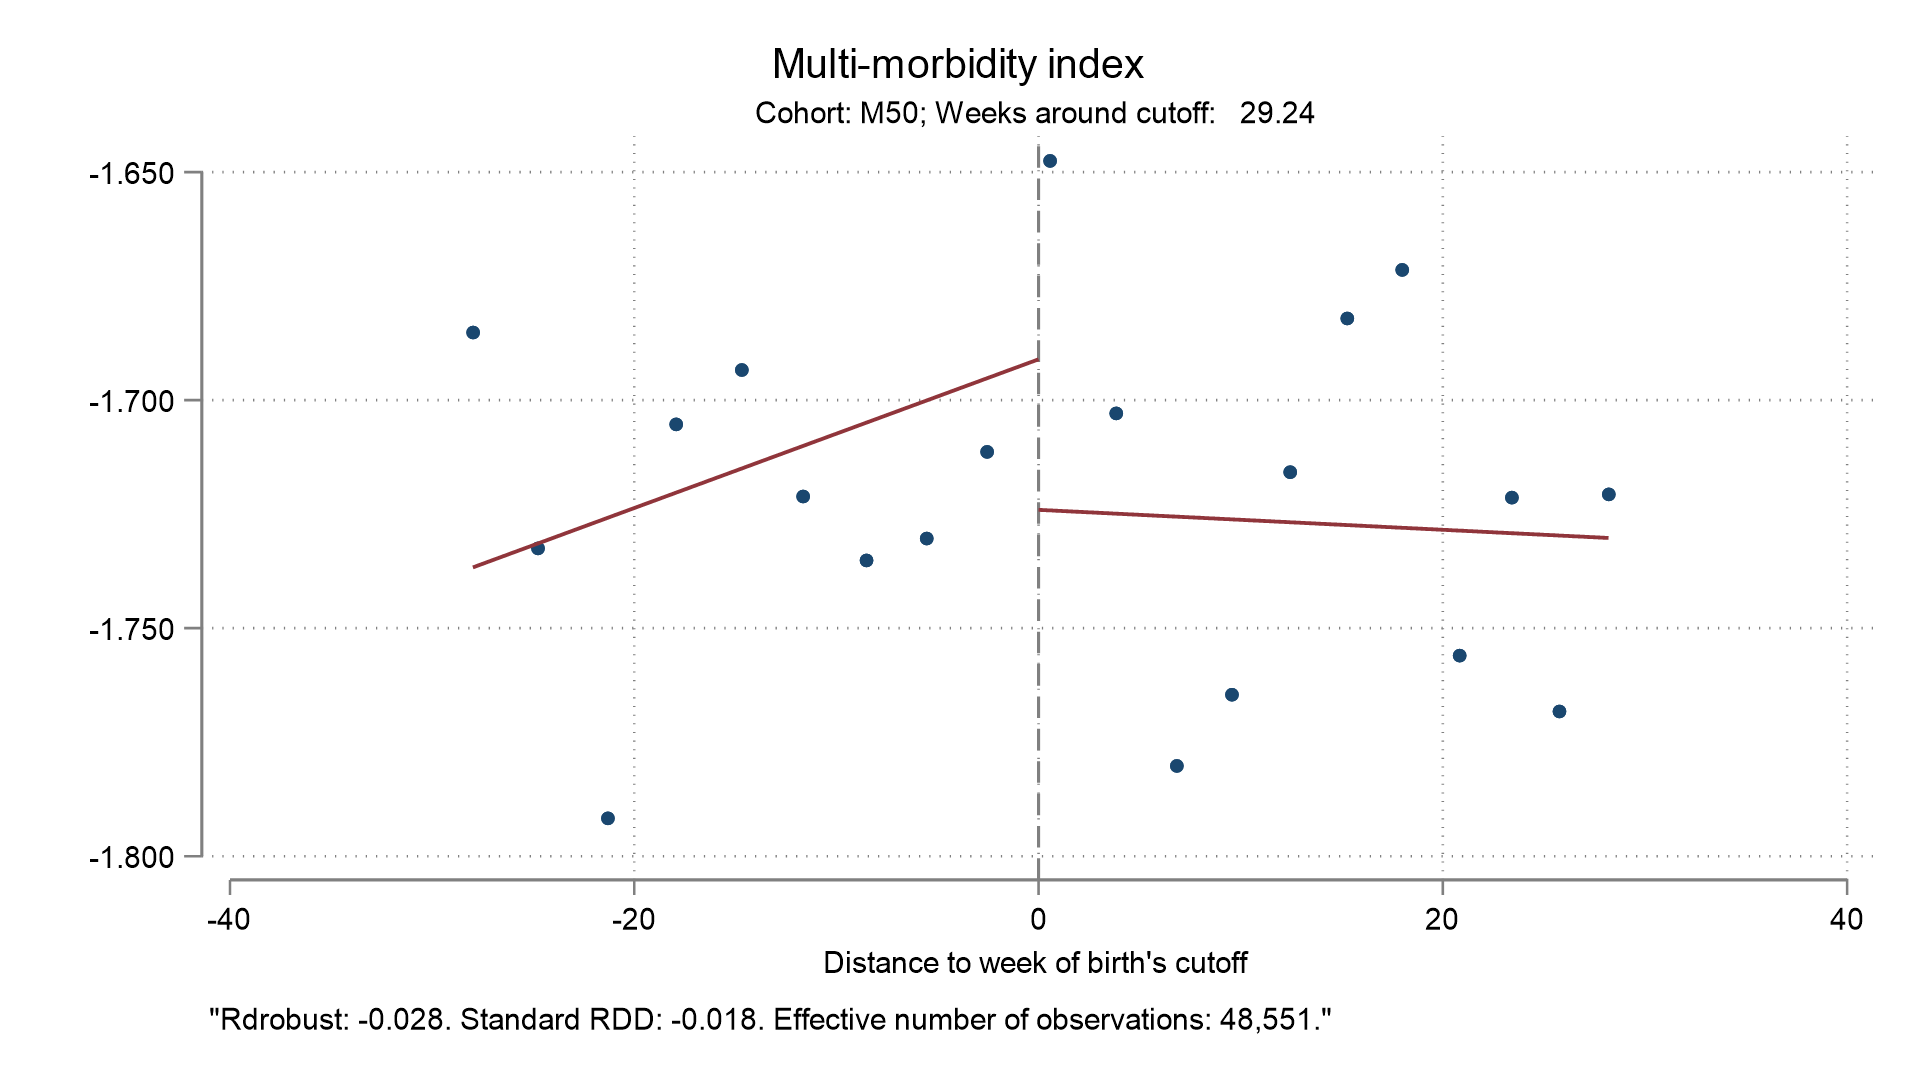 Multi-morbidity index
Cohort: M50; Weeks around cutoff: 29.24
-1.650
-1.700
-1.750
-1.800
-40 -20 0 20 40
Distance to week of birth's cutoff
"Rdrobust: -0.028. Standard RDD: -0.018. Effective number of observations: 48,551."